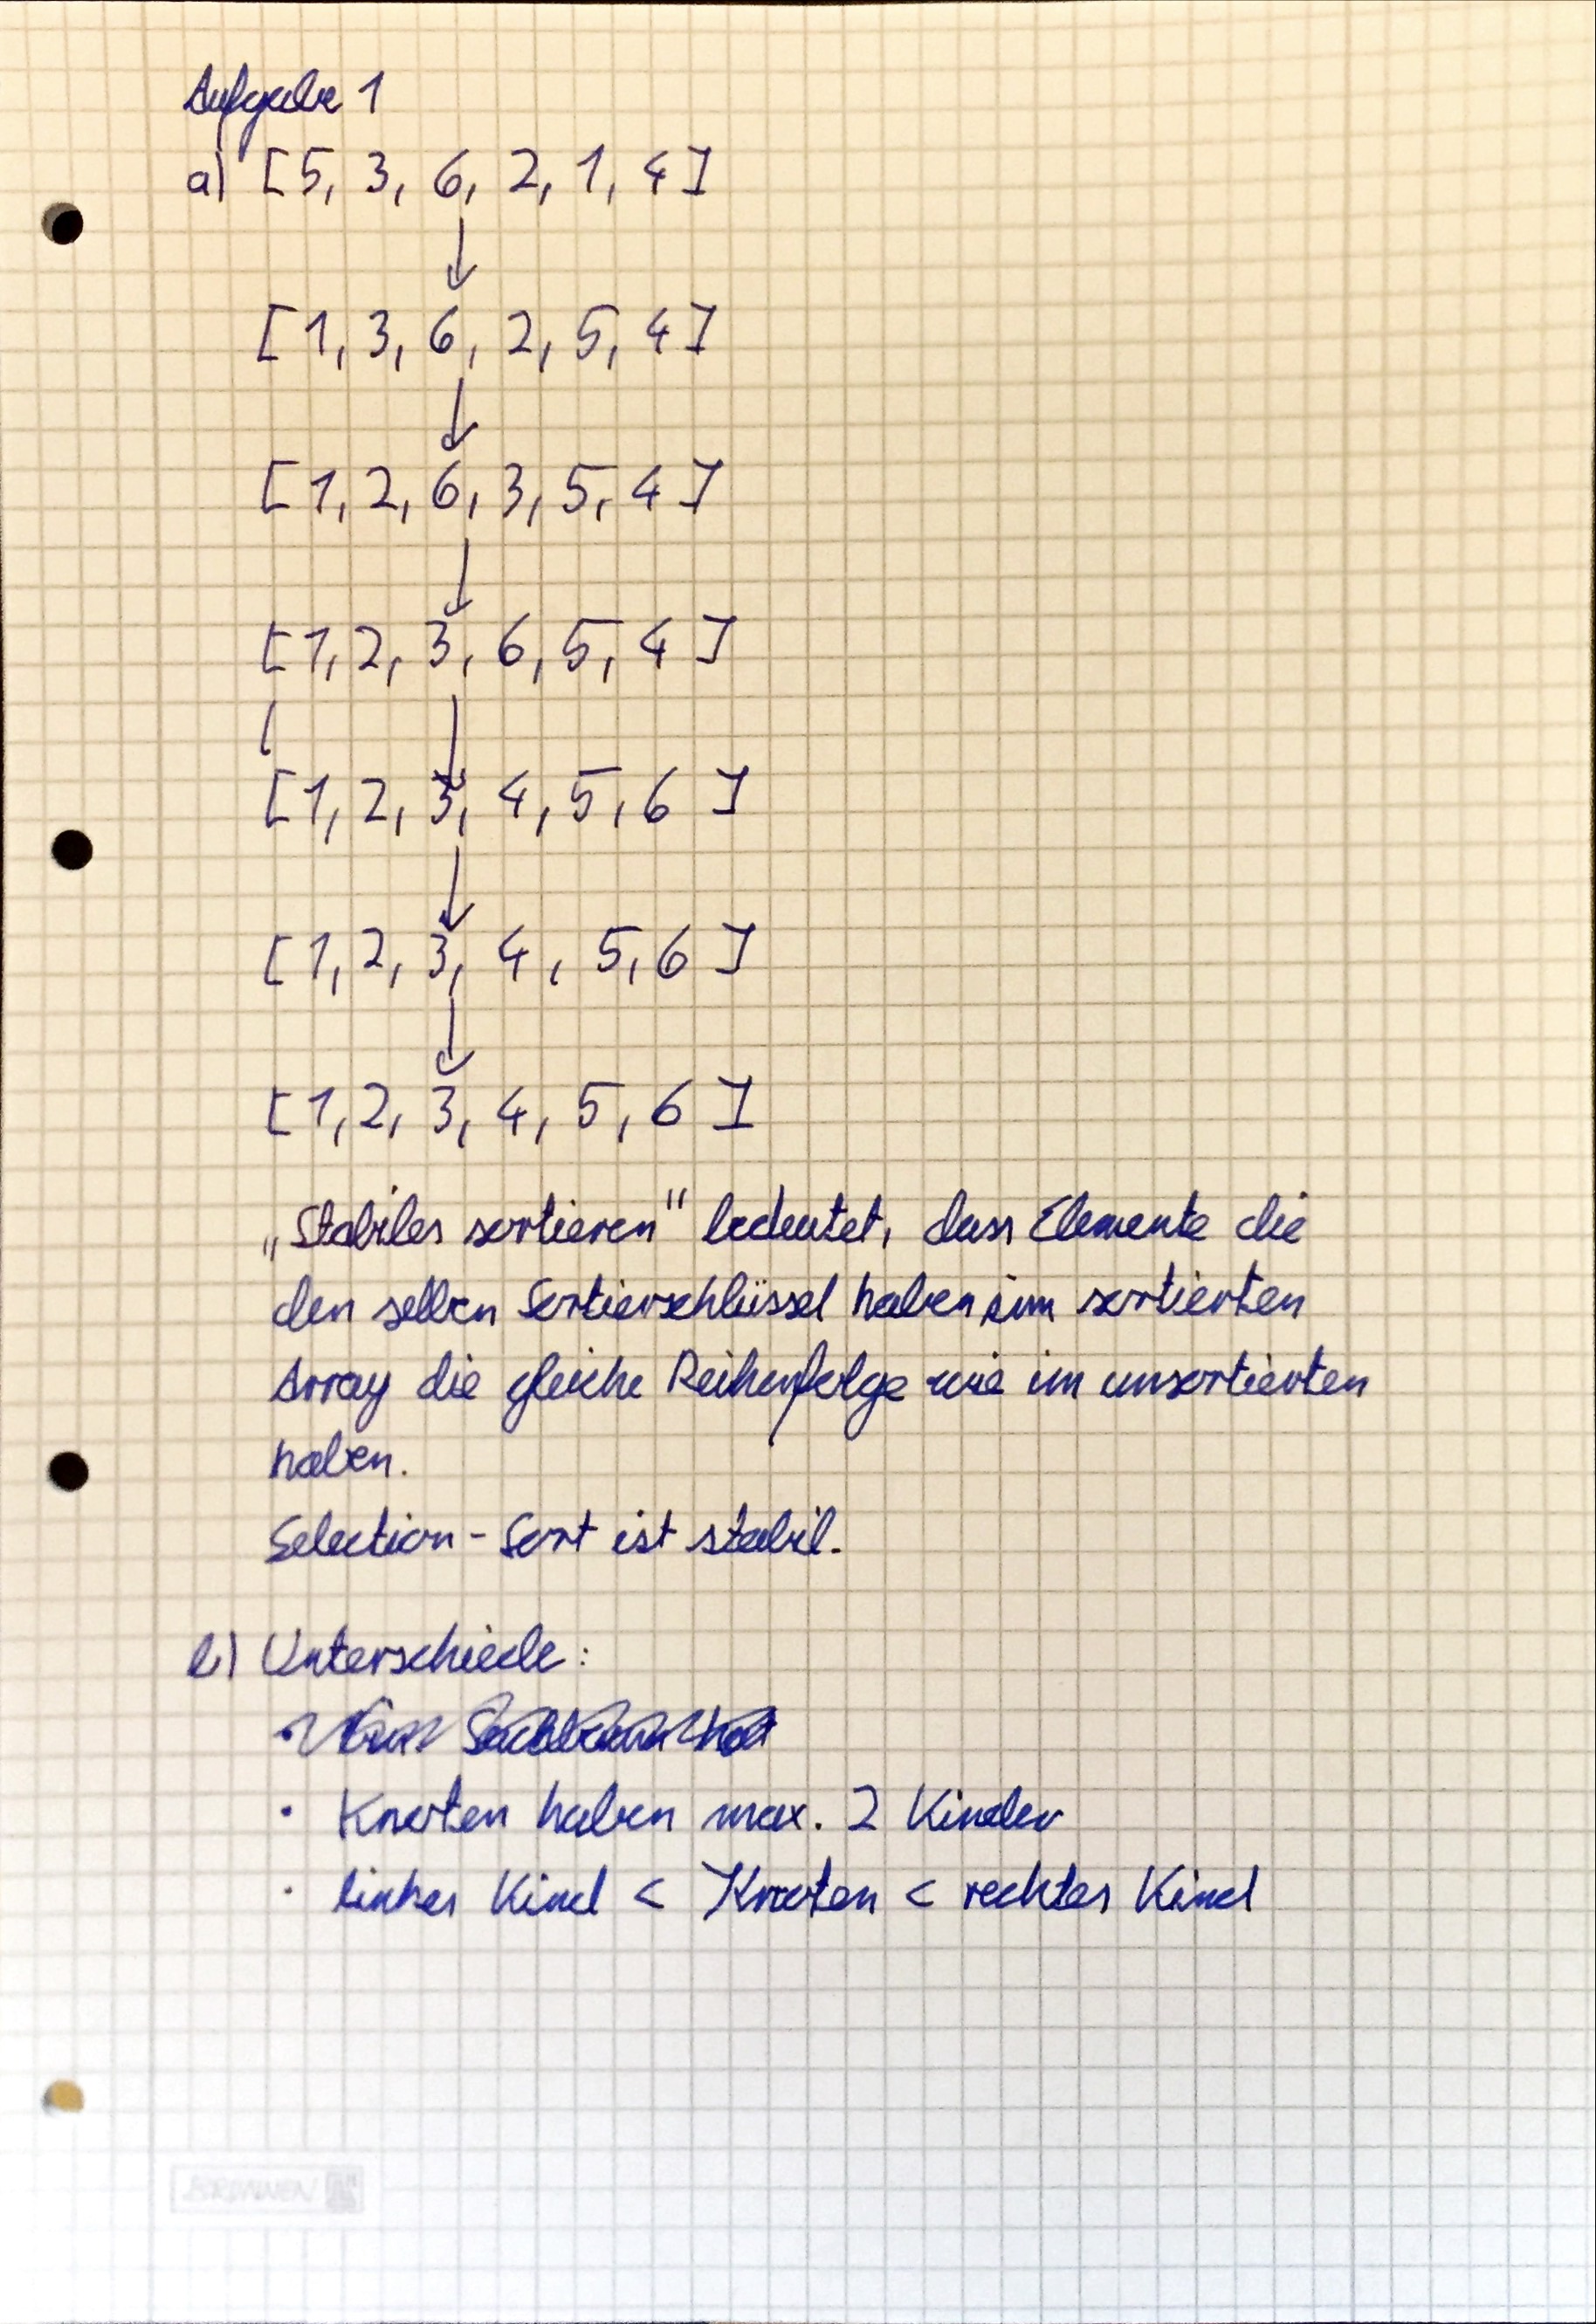 Aufgabe 1
a) [5, 3, 6, 2, 1, 4]
↓
[1, 3, 6, 2, 5, 4]
↓
[1, 2, 6, 3, 5, 4]
↓
[1, 2, 3, 6, 5, 4]
↓
[1, 2, 3, 4, 5, 6]
↓
[1, 2, 3, 4, 5, 6]
↓
[1, 2, 3, 4, 5, 6]
„Stabiles sortieren" bedeutet, dass Elemente die
den selben Sortierschlüssel haben im sortierten
Array die gleiche Reihenfolge wie im unsortierten
haben.
Selection-Sort ist stabil.
b) Unterschiede:
• Knoten haben max. 2 Kinder
• linkes Kind < Knoten < rechtes Kind
BRUNNEN